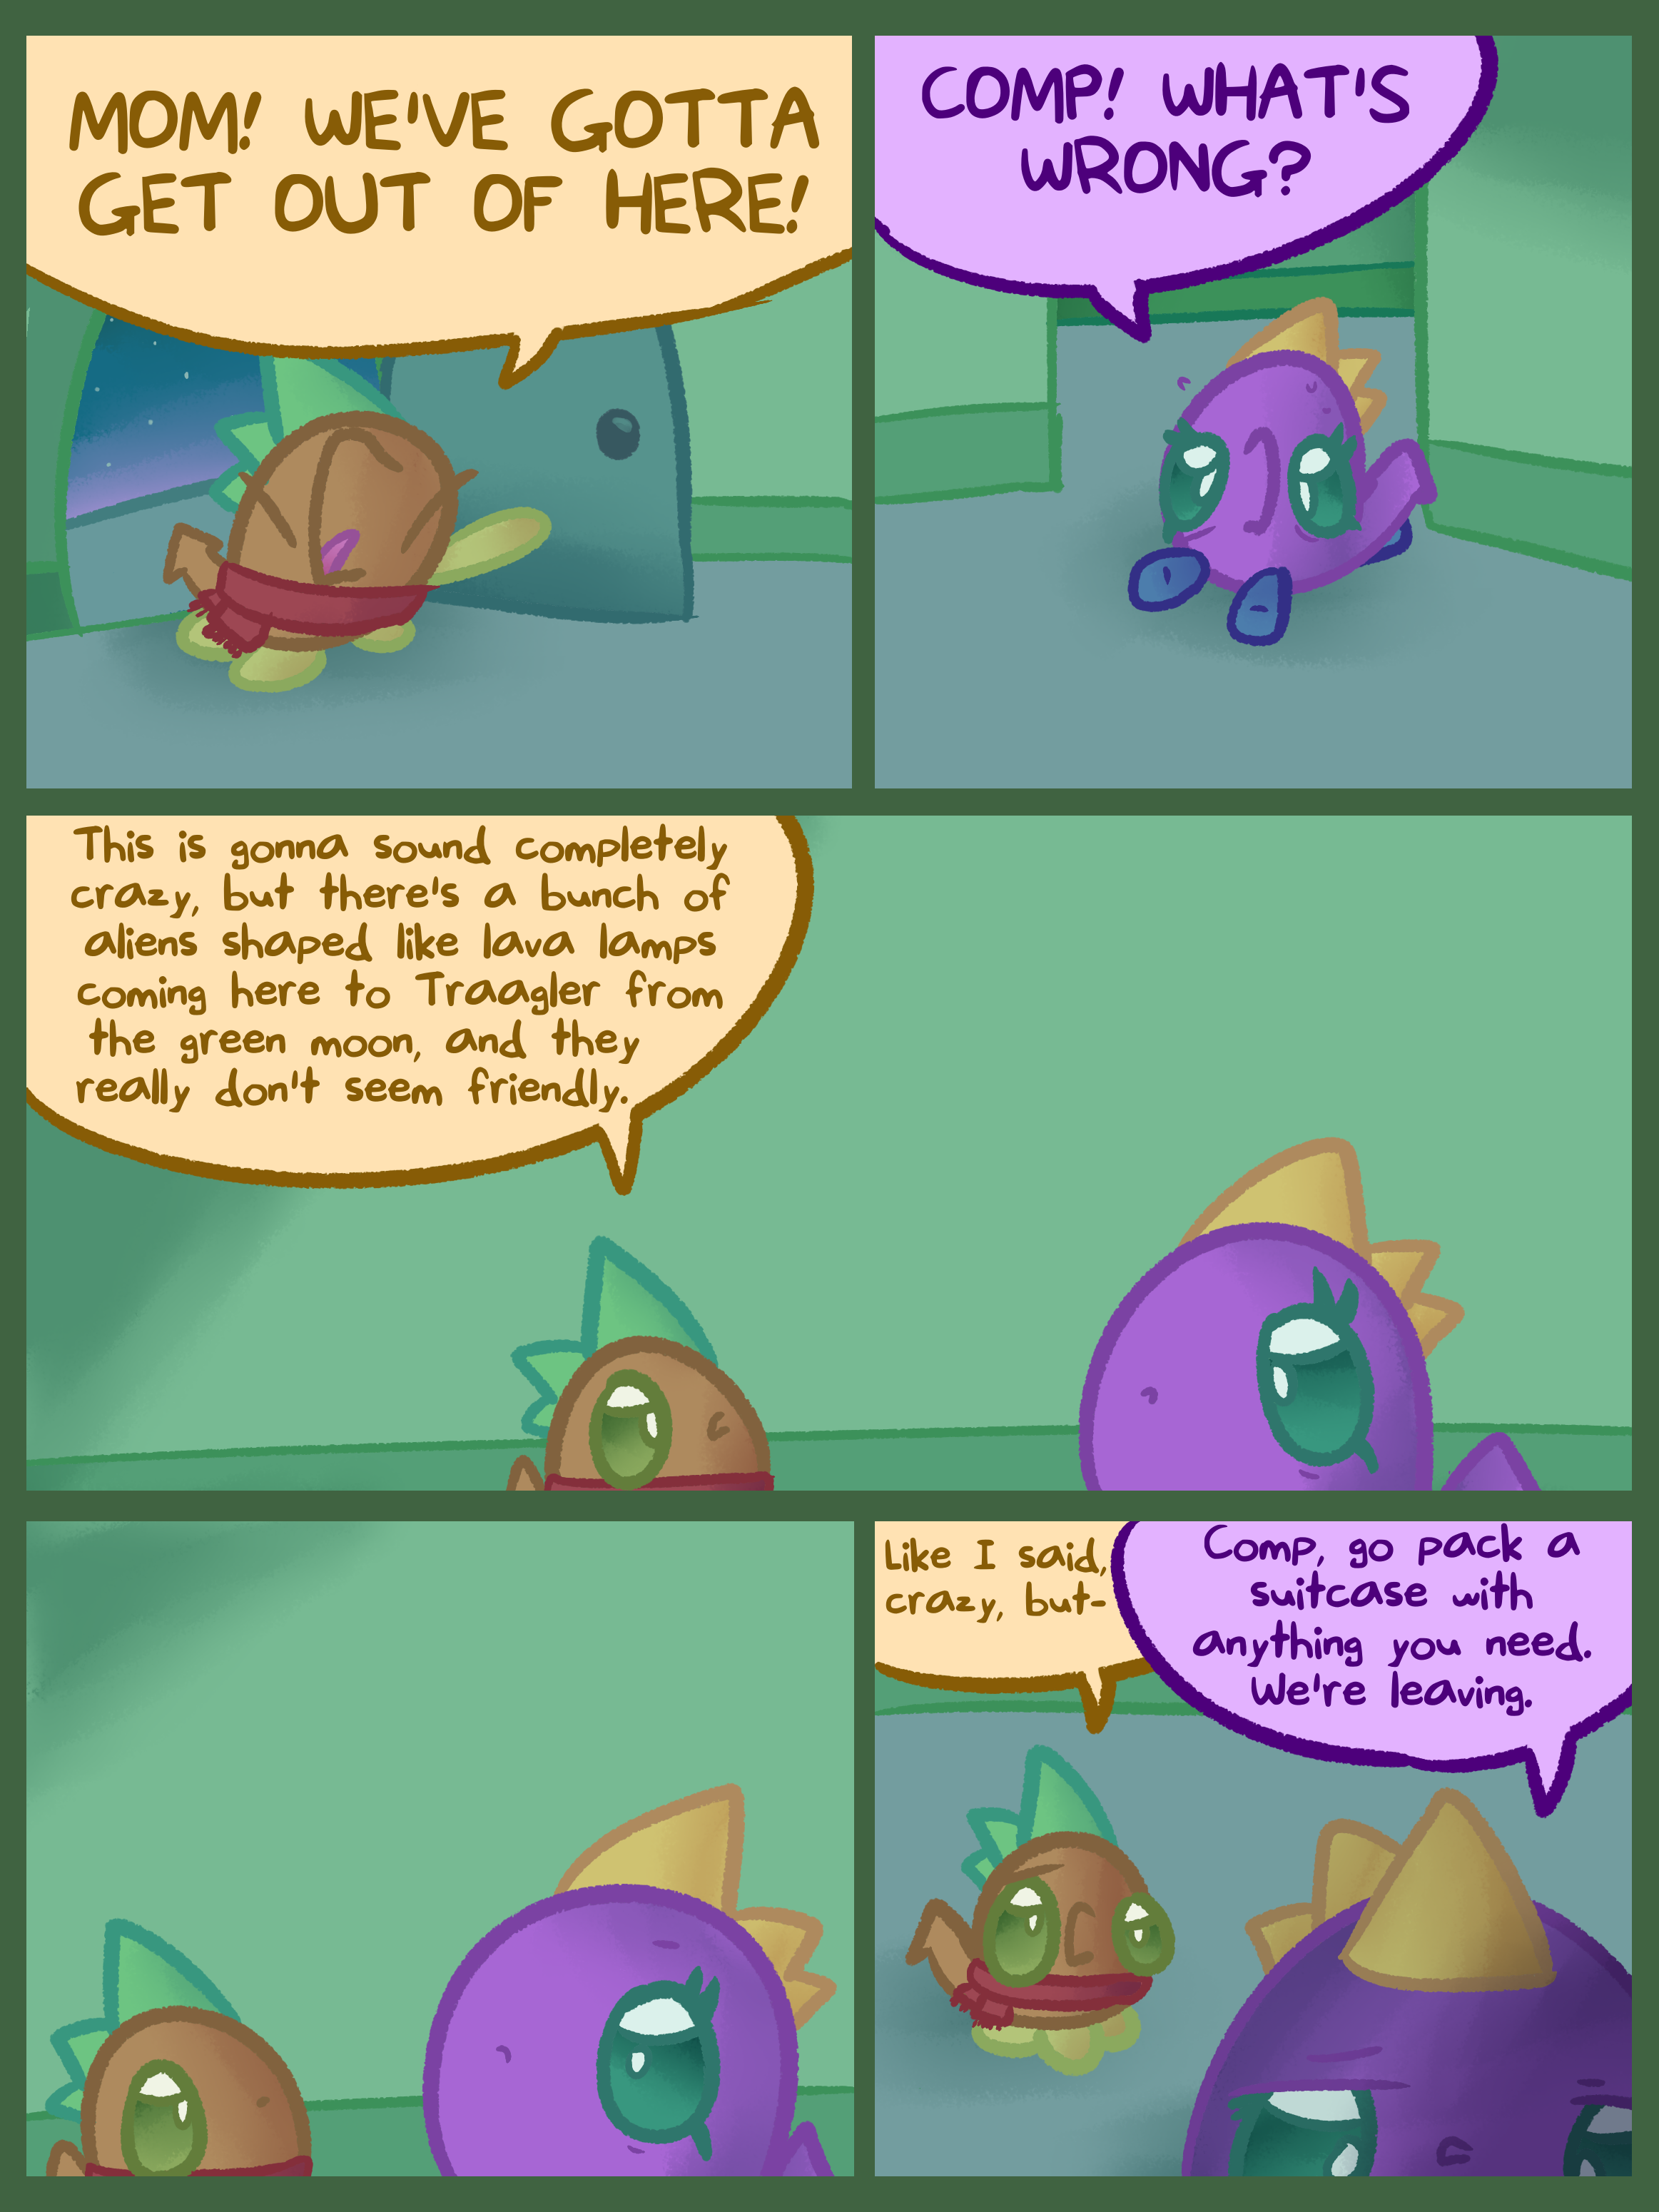 MOM! WE'VE GOTTA
GET OUT OF HERE!
COMP! WHAT'S
WRONG?
This is gonna sound completely
crazy, but there's a bunch of
aliens shaped like lava lamps
coming here to Traagler from
the green moon, and they
really don't seem friendly.
Like I said,
crazy, but-
Comp, go pack a
suitcase with
anything you need.
We're leaving.